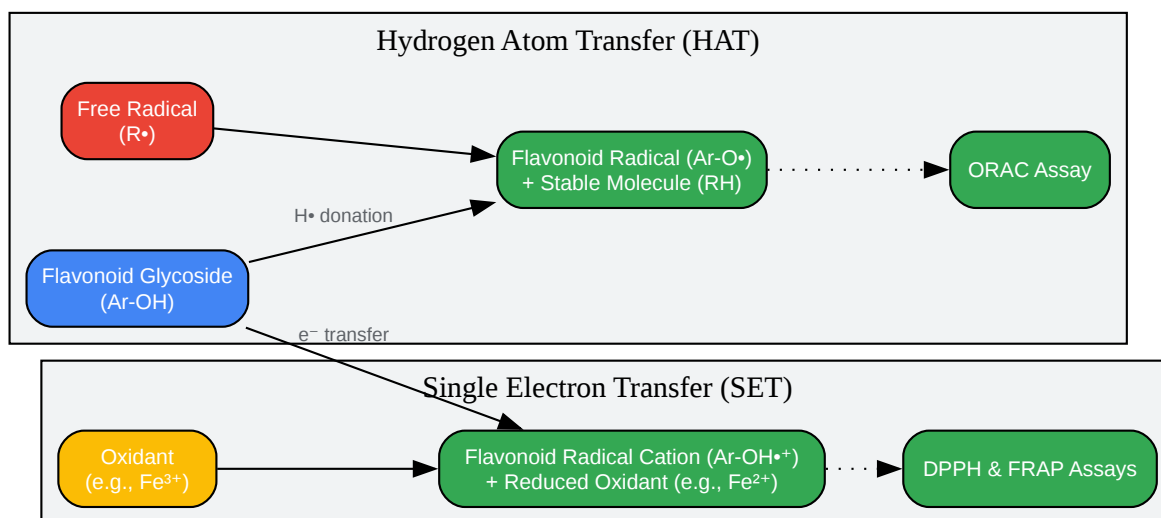 Hydrogen Atom Transfer (HAT)
Free Radical
(R•)
Flavonoid Radical (Ar-O•)
+ Stable Molecule (RH)
ORAC Assay
H• donation
Flavonoid Glycoside
(Ar-OH)
e⁻ transfer
Single Electron Transfer (SET)
Oxidant
(e.g., Fe³⁺)
Flavonoid Radical Cation (Ar-OH•⁺)
+ Reduced Oxidant (e.g., Fe²⁺)
DPPH & FRAP Assays